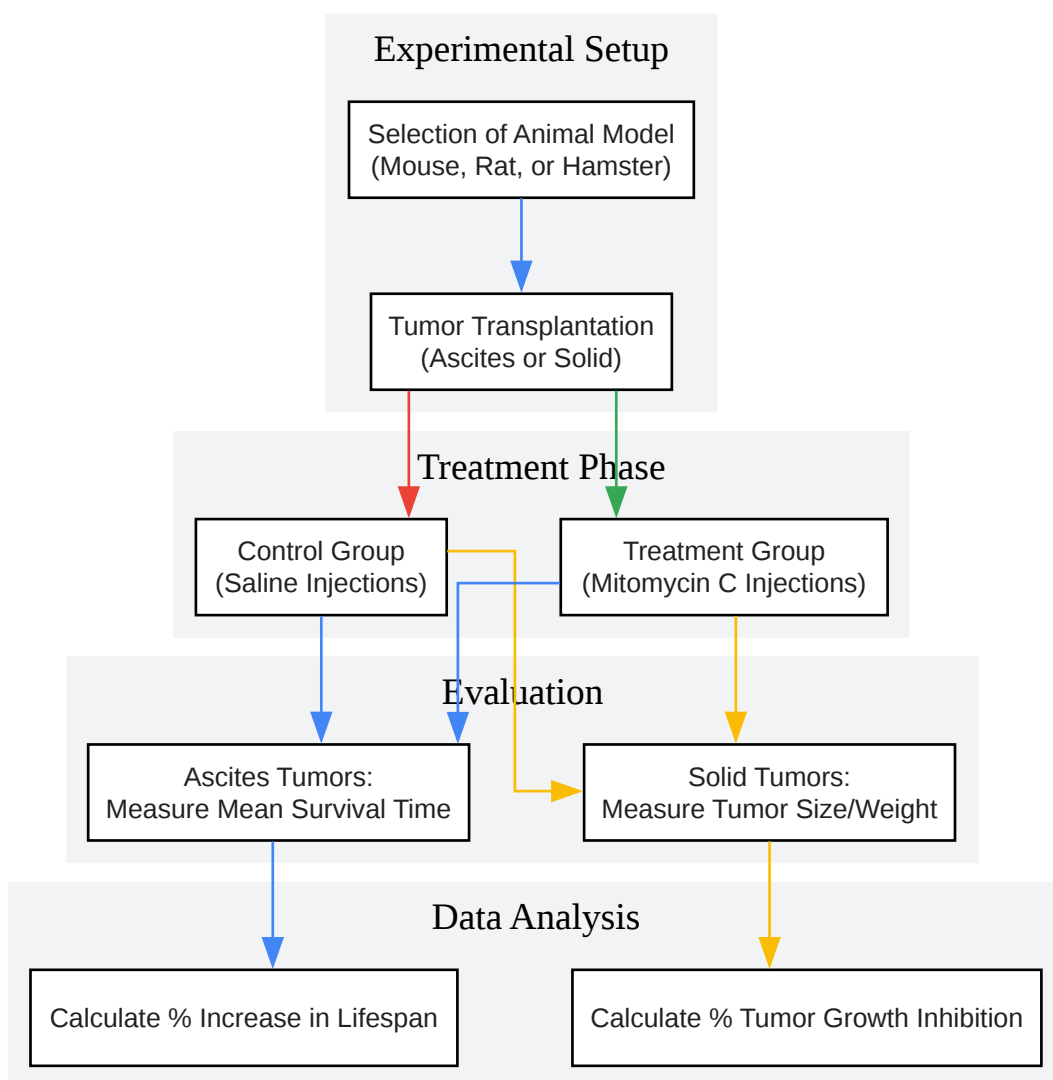 Experimental Setup
Selection of Animal Model
(Mouse, Rat, or Hamster)
Tumor Transplantation
(Ascites or Solid)
Treatment Phase
Control Group
(Saline Injections)
Treatment Group
(Mitomycin C Injections)
Evaluation
Ascites Tumors:
Measure Mean Survival Time
Solid Tumors:
Measure Tumor Size/Weight
Data Analysis
Calculate % Increase in Lifespan
Calculate % Tumor Growth Inhibition